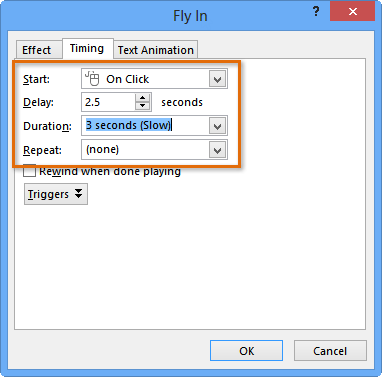 Fly In
?
Effect Timing Text Animation
Start: On Click
Delay: 2.5 seconds
Duration: 3 seconds (Slow)
Repeat: (none)
Rewind when done playing
Triggers
OK Cancel